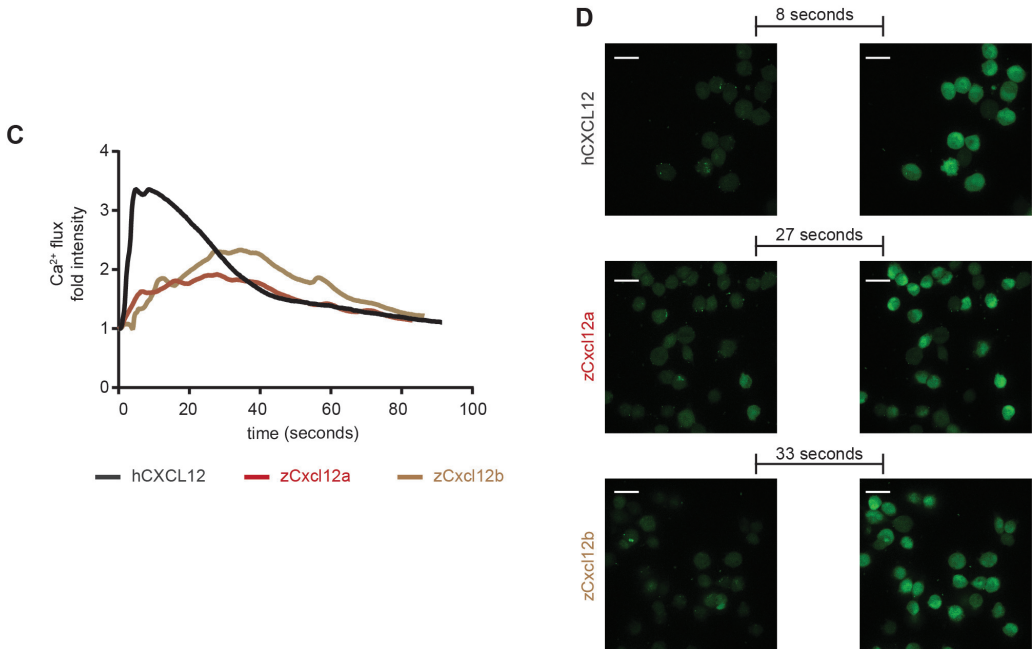 C
4
3
2
1
0
Ca²⁺ flux
fold intensity
0 20 40 60 80 100
time (seconds)
hCXCL12 zCxcl12a zCxcl12b
D
8 seconds
hCXCL12
27 seconds
zCxcl12a
33 seconds
zCxcl12b